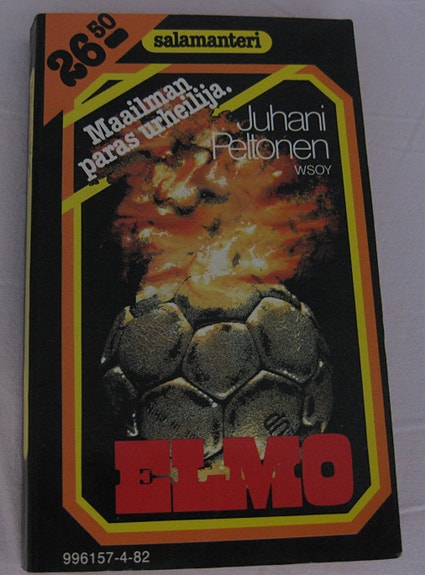 26 50
salamanteri
Maailman
paras urheilija.
Juhani
Peltonen
WSOY
ELMO
996157-4-82